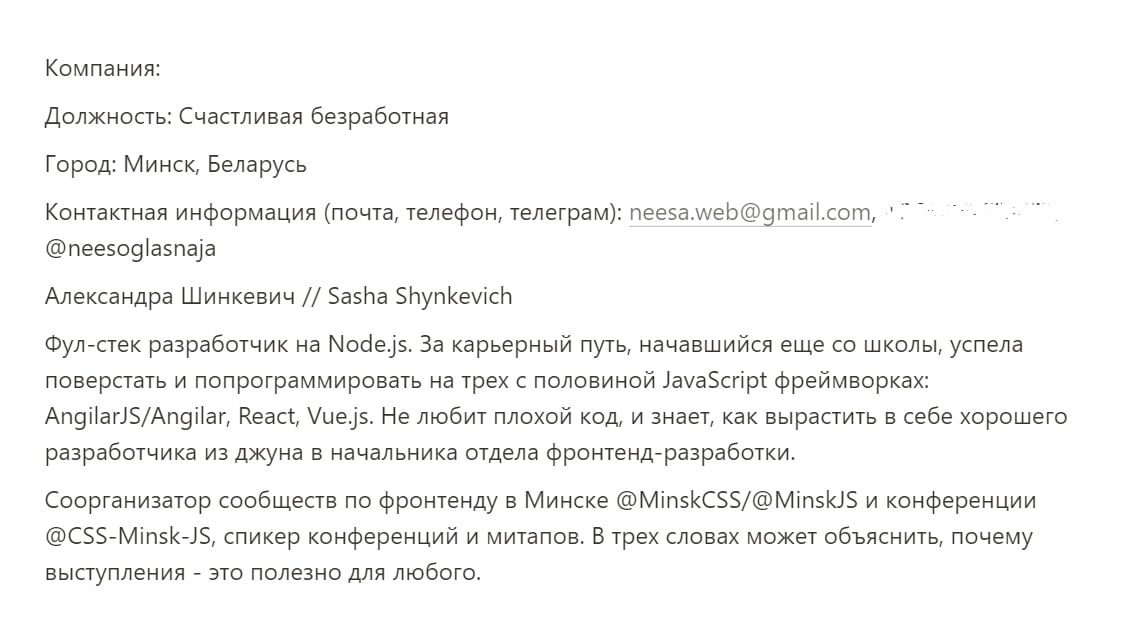 Компания:
Должность: Счастливая безработная
Город: Минск, Беларусь
Контактная информация (почта, телефон, телеграм): neesa.web@gmail.com,
@neesoglasnaja
Александра Шинкевич // Sasha Shynkevich
Фул-стек разработчик на Node.js. За карьерный путь, начавшийся еще со школы, успела
поверстать и попрограммировать на трех с половиной JavaScript фреймворках:
AngilarJS/Angilar, React, Vue.js. Не любит плохой код, и знает, как вырастить в себе хорошего
разработчика из джуна в начальника отдела фронтенд-разработки.
Соорганизатор сообществ по фронтенду в Минске @MinskCSS/@MinskJS и конференции
@CSS-Minsk-JS, спикер конференций и митапов. В трех словах может объяснить, почему
выступления - это полезно для любого.